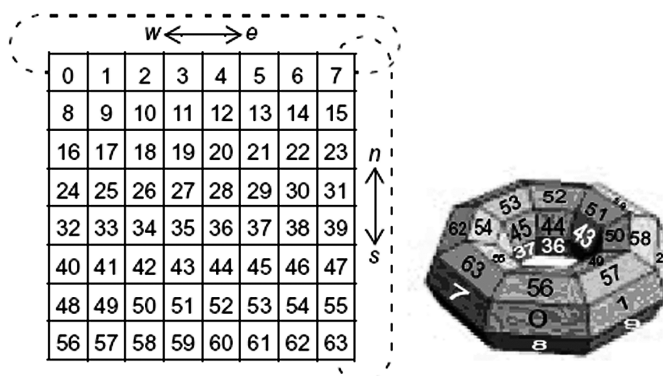 w e
0 1 2 3 4 5 6 7
8 9 10 11 12 13 14 15
16 17 18 19 20 21 22 23
n
24 25 26 27 28 29 30 31
32 33 34 35 36 37 38 39
s
40 41 42 43 44 45 46 47
48 49 50 51 52 53 54 55
56 57 58 59 60 61 62 63
53 52 51
62 54 45 44 43 50 58
37 36
63 57
56
7 0 1
8 9